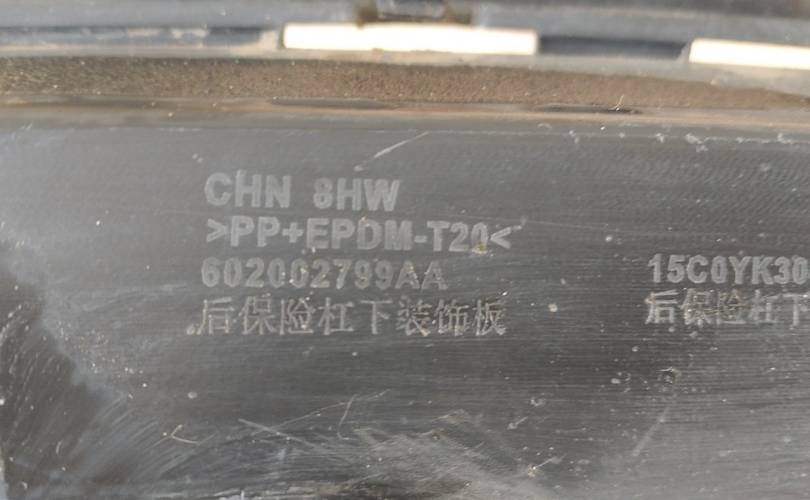 CHN 8HW
>PP+EPDM-T20<
602002799AA
后保险杠下装饰板
15C0YK30
后保险杠下